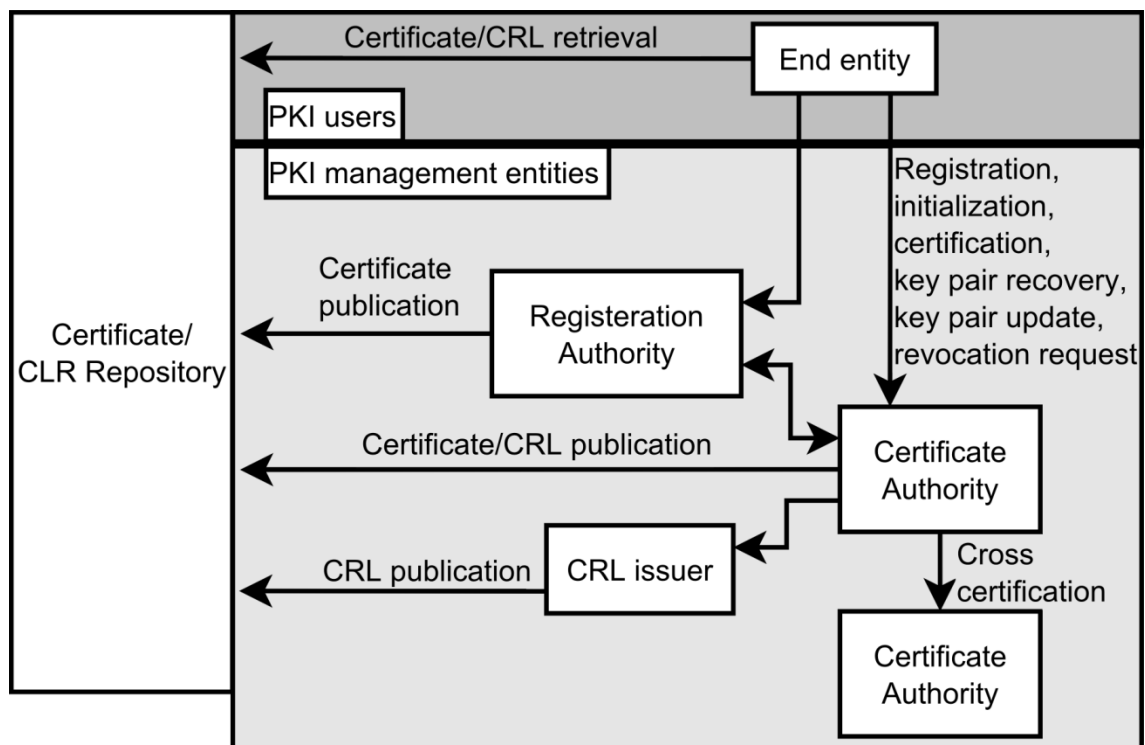 Certificate/CRL retrieval
End entity
PKI users
PKI management entities
Registration,
initialization,
certification,
key pair recovery,
key pair update,
revocation request
Certificate
publication
Registeration
Authority
Certificate/
CLR Repository
Certificate/CRL publication
Certificate
Authority
CRL publication
CRL issuer
Cross
certification
Certificate
Authority